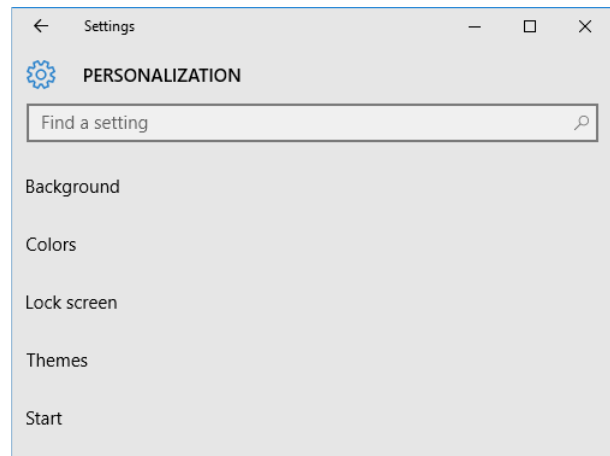 Settings
PERSONALIZATION
Find a setting
Background
Colors
Lock screen
Themes
Start